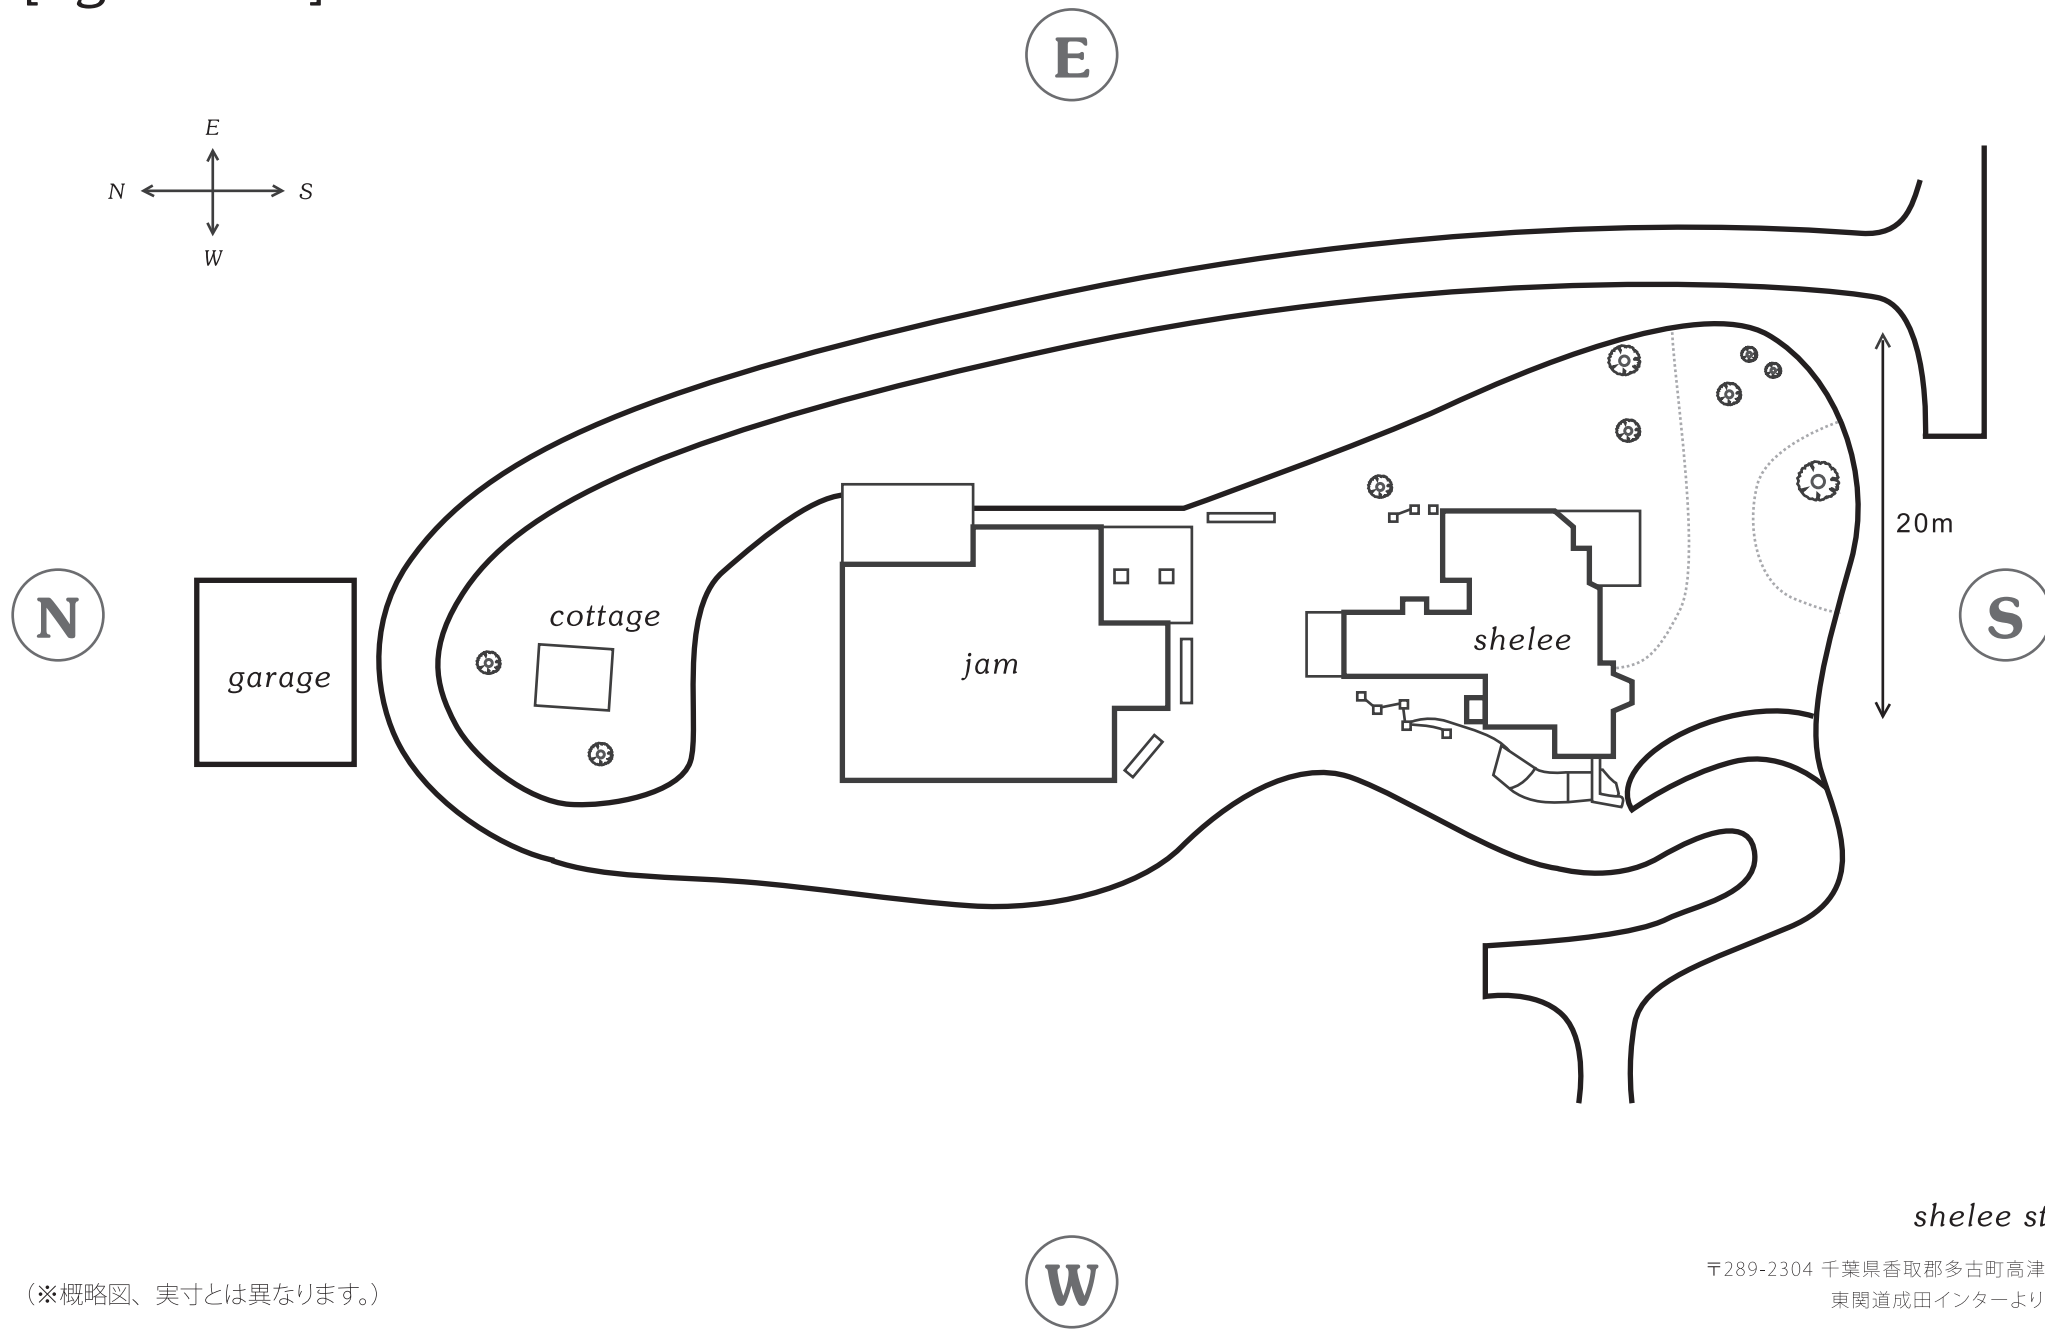 E
E
N
S
W
20m
cottage
N
S
garage
jam
shelee
shelee
〒289-2304 千葉県香取郡多古町高津
W
（※概略図、実寸とは異なります。）
東関道成田インターより